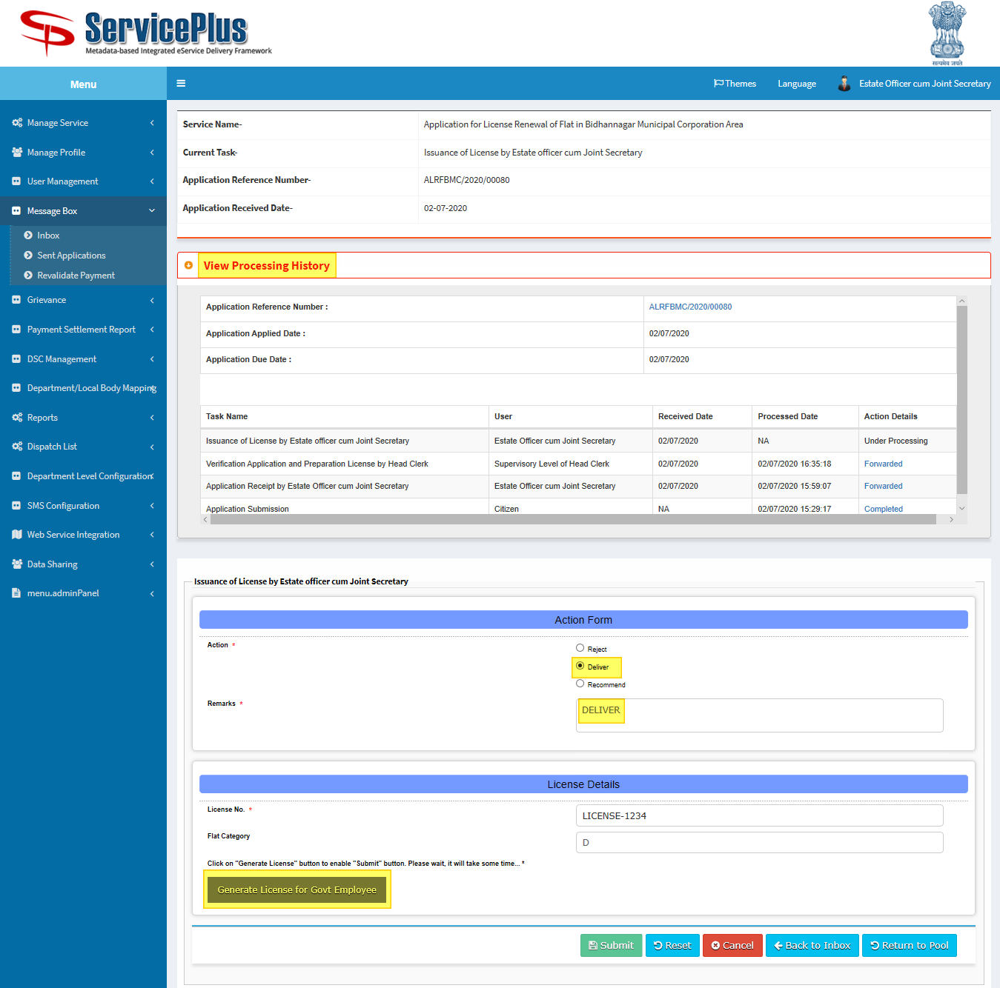 ServicePlus
Metadata-based Integrated eService Delivery Framework
सत्यमेव जयते
Menu
Themes
Language
Estate Officer cum Joint Secretary
Manage Service
Manage Profile
User Management
Message Box
Inbox
Sent Applications
Revalidate Payment
Grievance
Payment Settlement Report
DSC Management
Department/Local Body Mapping
Reports
Dispatch List
Department Level Configuration
SMS Configuration
Web Service Integration
Data Sharing
menu.adminPanel
Service Name- Application for License Renewal of Flat in Bidhannagar Municipal Corporation Area
Current Task- Issuance of License by Estate officer cum Joint Secretary
Application Reference Number- ALRFBMC/2020/00080
Application Received Date- 02-07-2020
View Processing History
Application Reference Number : ALRFBMC/2020/00080
Application Applied Date : 02/07/2020
Application Due Date : 02/07/2020
Task Name User Received Date Processed Date Action Details
Issuance of License by Estate officer cum Joint Secretary Estate Officer cum Joint Secretary 02/07/2020 NA Under Processing
Verification Application and Preparation License by Head Clerk Supervisory Level of Head Clerk 02/07/2020 02/07/2020 16:35:18 Forwarded
Application Receipt by Estate Officer cum Joint Secretary Estate Officer cum Joint Secretary 02/07/2020 02/07/2020 15:59:07 Forwarded
Application Submission Citizen NA 02/07/2020 15:29:17 Completed
Issuance of License by Estate officer cum Joint Secretary
Action Form
Action *
Reject
Deliver
Recommend
Remarks * DELIVER
License Details
License No. * LICENSE-1234
Flat Category D
Click on "Generate License" button to enable "Submit" button. Please wait, it will take some time... *
Generate License for Govt Employee
Submit Reset Cancel Back to Inbox Return to Pool